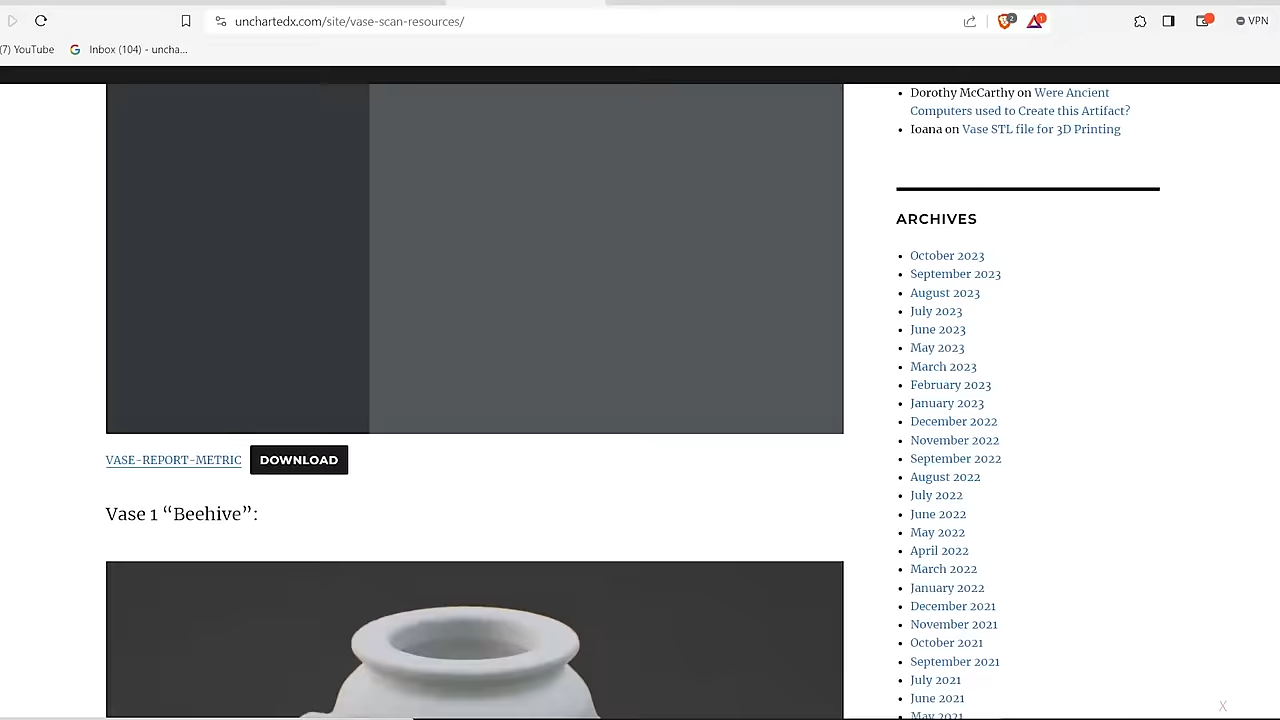 unchartedx.com/site/vase-scan-resources/
2
1
VPN
(7) YouTube
Inbox (104) - uncha...
Dorothy McCarthy on Were Ancient
Computers used to Create this Artifact?
Ioana on Vase STL file for 3D Printing
ARCHIVES
October 2023
September 2023
August 2023
July 2023
June 2023
May 2023
March 2023
February 2023
January 2023
December 2022
November 2022
September 2022
August 2022
July 2022
June 2022
May 2022
April 2022
March 2022
January 2022
December 2021
November 2021
October 2021
September 2021
July 2021
June 2021
May 2021
VASE-REPORT-METRIC DOWNLOAD
Vase 1 “Beehive”:
X